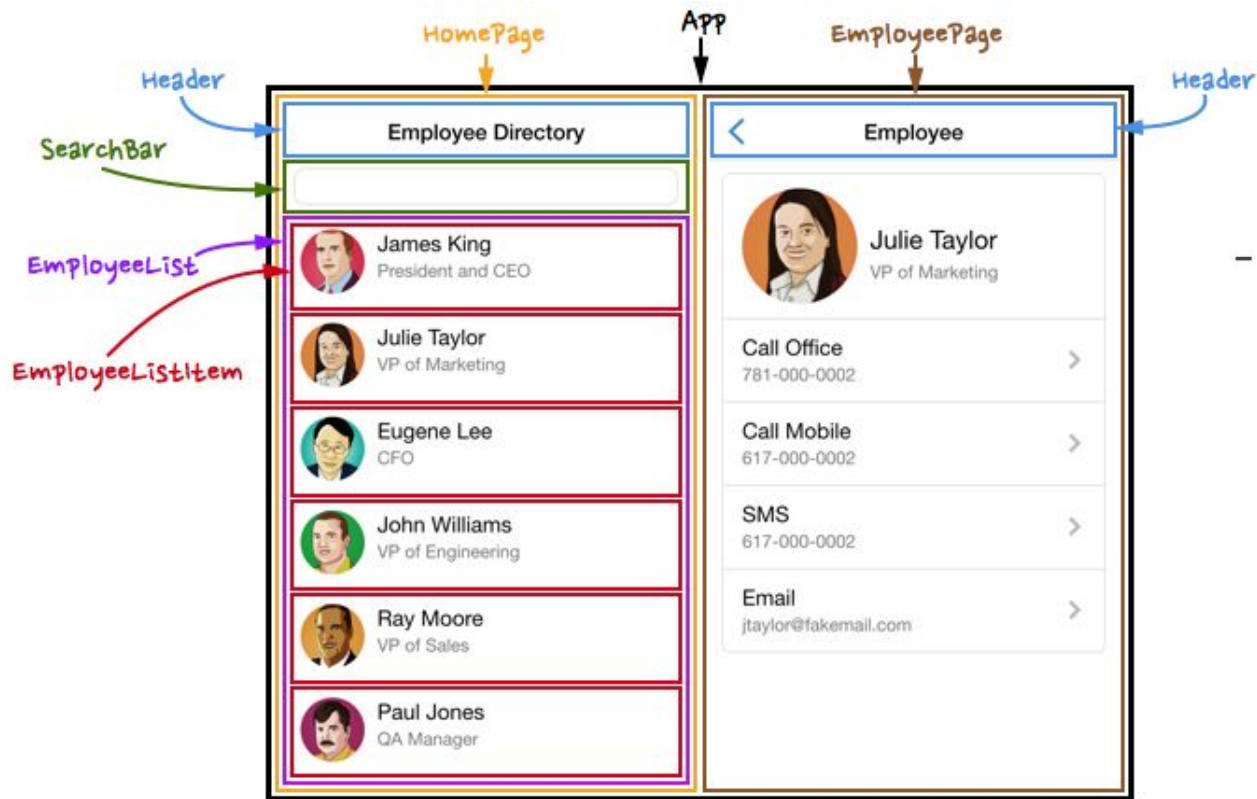 App
HomePage
EmployeePage
Header
Header
SearchBar
EmployeeList
EmployeeListItem
Employee Directory
James King
President and CEO
Julie Taylor
VP of Marketing
Eugene Lee
CFO
John Williams
VP of Engineering
Ray Moore
VP of Sales
Paul Jones
QA Manager
Employee
Julie Taylor
VP of Marketing
Call Office
781-000-0002
Call Mobile
617-000-0002
SMS
617-000-0002
Email
jtaylor@fakemail.com
-